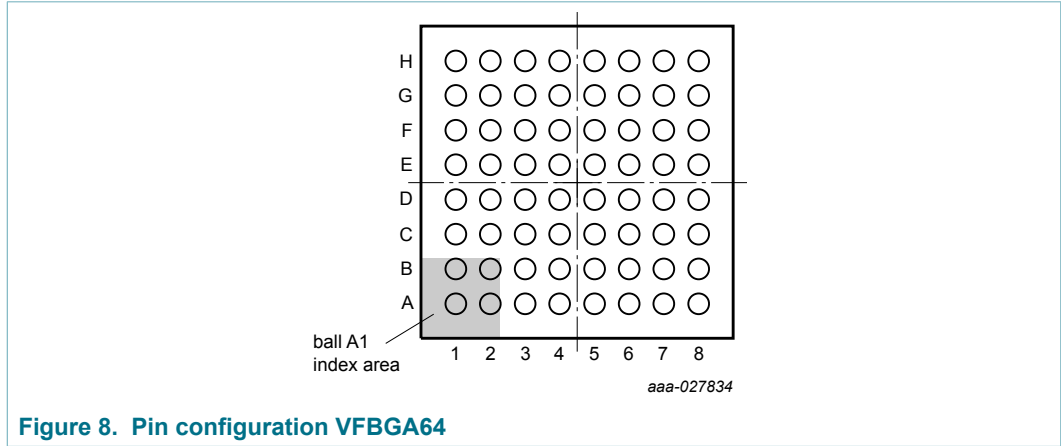 H
G
F
E
D
C
B
A
ball A1
index area
1 2 3 4 5 6 7 8
aaa-027834
Figure 8. Pin configuration VFBGA64